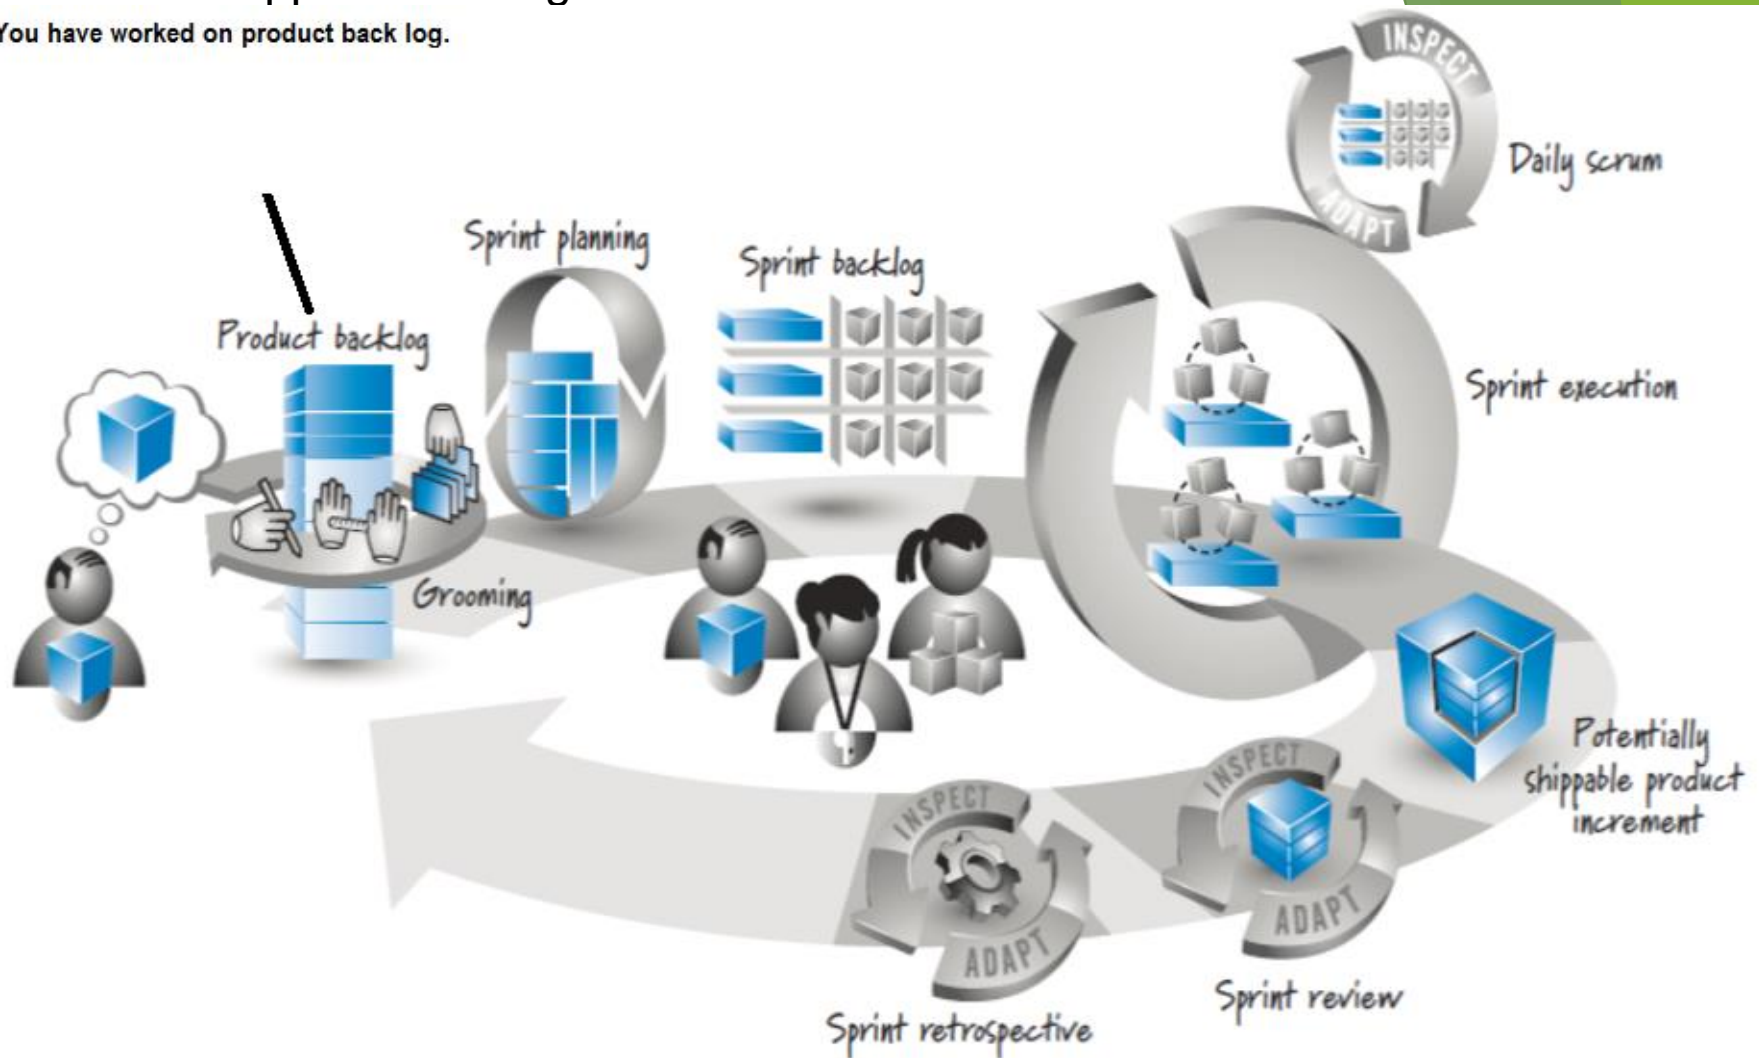 You have worked on product back log.
INSPECT
ADAPT
Daily scrum
Sprint planning
Sprint backlog
Product backlog
Sprint execution
Grooming
Potentially
shippable product
increment
INSPECT
ADAPT
Sprint review
INSPECT
ADAPT
Sprint retrospective